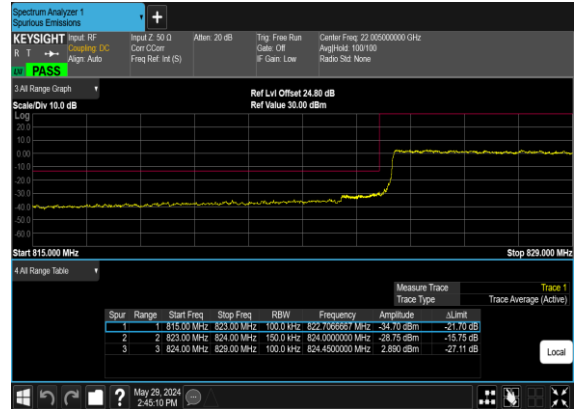 Spectrum Analyzer 1
Spurious Emissions
KEYSIGHT Input: RF Input Z: 50 Ω Atten: 20 dB Trig: Free Run Center Freq: 22.005000000 GHz
R T Coupling: DC Corr CCorr Gate: Off Avg|Hold: 100/100
Align: Auto Freq Ref: Int (S) IF Gain: Low Radio Std: None
LM PASS
3 All Range Graph
Ref Lvl Offset 24.80 dB
Scale/Div 10.0 dB Ref Value 30.00 dBm
Log
20.0
10.0
0.00
-10.0
-20.0
-30.0
-40.0
-50.0
-60.0
Start 815.000 MHz Stop 829.000 MHz
4 All Range Table
Measure Trace Trace 1
Trace Type Trace Average (Active)
Spur Range Start Freq Stop Freq RBW Frequency Amplitude ΔLimit
1 1 815.00 MHz 823.00 MHz 100.0 kHz 822.7066667 MHz -34.70 dBm -21.70 dB
2 2 823.00 MHz 824.00 MHz 150.0 kHz 824.0000000 MHz -28.75 dBm -15.75 dB
3 3 824.00 MHz 829.00 MHz 100.0 kHz 824.4500000 MHz 2.890 dBm -27.11 dB
Local
? May 29, 2024
2:45:10 PM